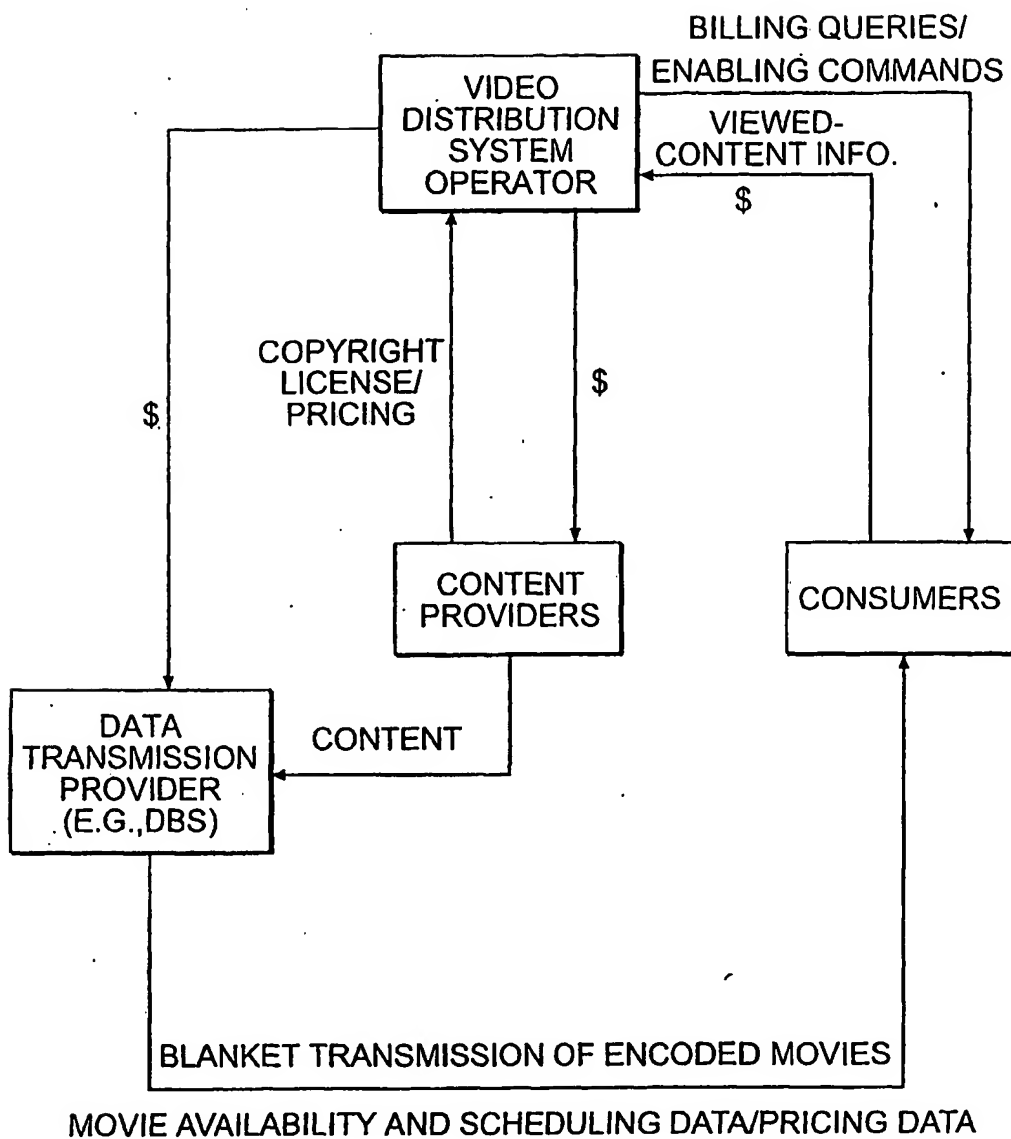 BILLING QUERIES/
ENABLING COMMANDS
VIDEO
DISTRIBUTION
SYSTEM
OPERATOR
VIEWED-
CONTENT INFO.
$
COPYRIGHT
LICENSE/
PRICING
$
$
CONTENT
PROVIDERS
CONSUMERS
DATA
TRANSMISSION
PROVIDER
(E.G.,DBS)
CONTENT
BLANKET TRANSMISSION OF ENCODED MOVIES
MOVIE AVAILABILITY AND SCHEDULING DATA/PRICING DATA